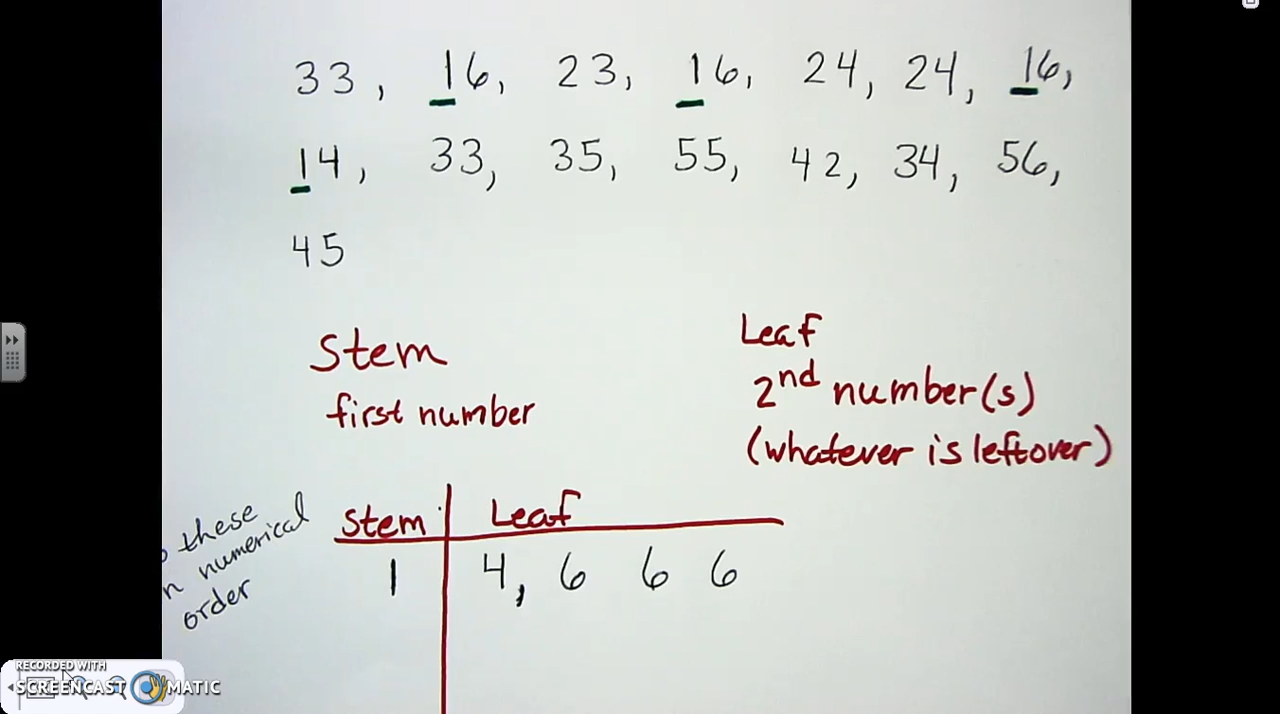 33, 16, 23, 16, 24, 24, 16,
14, 33, 35, 55, 42, 34, 56,
45
Stem
first number
Leaf
2nd number(s)
(whatever is leftover)
these
numerical
order
Stem Leaf
1 4, 6 6 6
RECORDED WITH
SCREENCAST MATIC